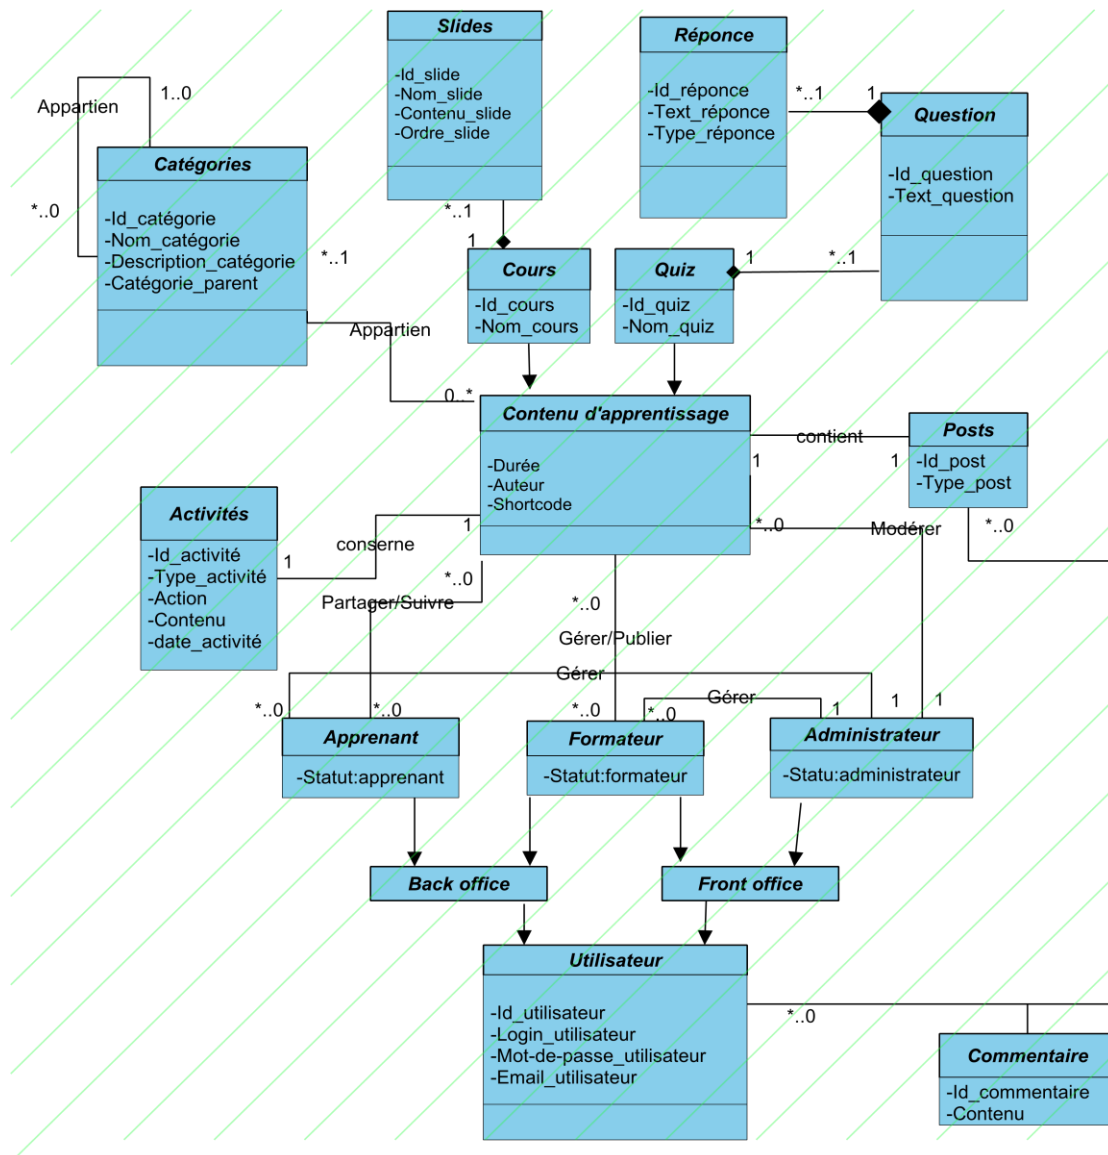 Slides
-Id_slide
-Nom_slide
-Contenu_slide
-Ordre_slide
Réponce
-Id_réponce
-Text_réponce
-Type_réponce
*..1
1
Question
-Id_question
-Text_question
Appartien
1..0
*..0
Catégories
-Id_catégorie
-Nom_catégorie
-Description_catégorie
-Catégorie_parent
*..1
Appartien
0..*
*..1
1
Cours
-Id_cours
-Nom_cours
Quiz
-Id_quiz
-Nom_quiz
1
*..1
Contenu d'apprentissage
-Durée
-Auteur
-Shortcode
contient
1
1
Posts
-Id_post
-Type_post
*..0
Activités
-Id_activité
-Type_activité
-Action
-Contenu
-date_activité
1
conserne
1
*..0
Modérer
*..0
Partager/Suivre
*..0
Gérer/Publier
Gérer
Gérer
*..0
*..0
*..0
*..0
1
1
1
Apprenant
-Statut:apprenant
Formateur
-Statut:formateur
Administrateur
-Statu:administrateur
Back office
Front office
Utilisateur
-Id_utilisateur
-Login_utilisateur
-Mot-de-passe_utilisateur
-Email_utilisateur
*..0
Commentaire
-Id_commentaire
-Contenu